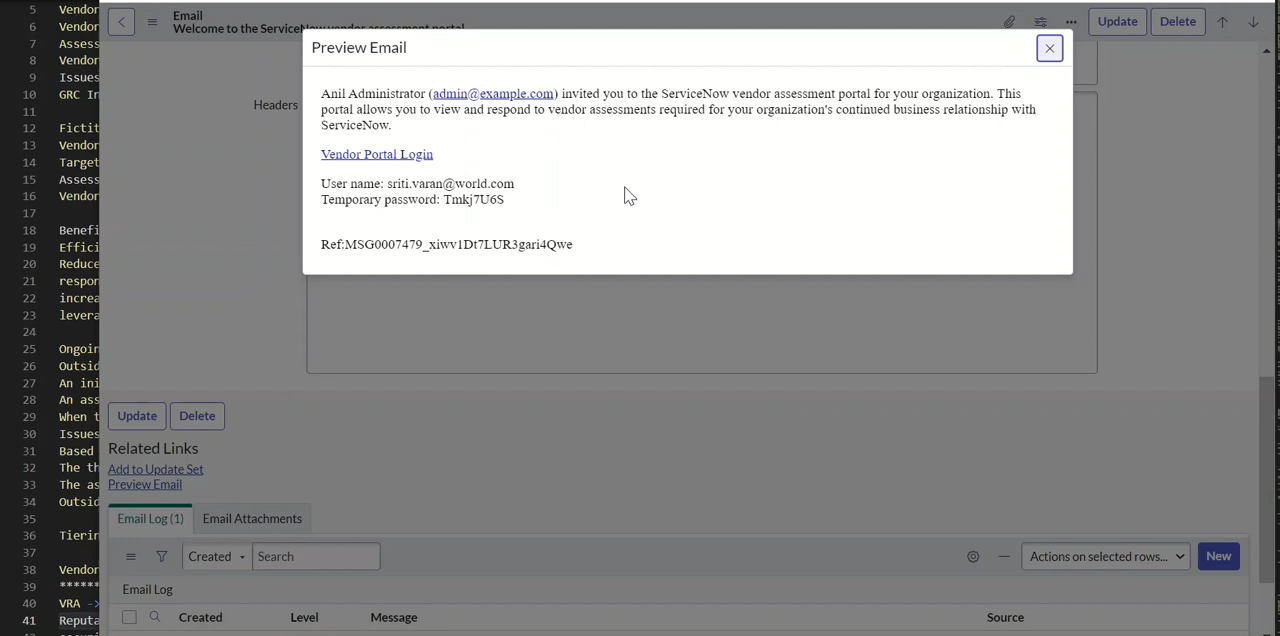 5 Vendor
6 Vendor
7 Assess
8 Vendor
9 Issues
10 GRC In
11
12 Fictit
13 Vendor
14 Target
15 Assess
16 Vendor
17
18 Benefi
19 Effici
20 Reduce
21 respon
22 increa
23 levera
24
25 Ongoin
26 Outsid
27 An ini
28 An ass
29 When t
30 Issues
31 Based
32 The th
33 The as
34 Outsid
35
36 Tierin
37
38 Vendor
39 ******
40 VRA ->
41 Reputa
Email
Welcome to the ServiceNow vendor assessment portal
Update
Delete
Preview Email
Anil Administrator (admin@example.com) invited you to the ServiceNow vendor assessment portal for your organization. This
portal allows you to view and respond to vendor assessments required for your organization's continued business relationship with
ServiceNow.
Vendor Portal Login
User name: sriti.varan@world.com
Temporary password: Tmkj7U6S
Ref:MSG0007479_xiwv1Dt7LUR3gari4Qwe
Headers
Update
Delete
Related Links
Add to Update Set
Preview Email
Email Log (1)
Email Attachments
Created
Search
Actions on selected rows...
New
Email Log
Created Level Message Source